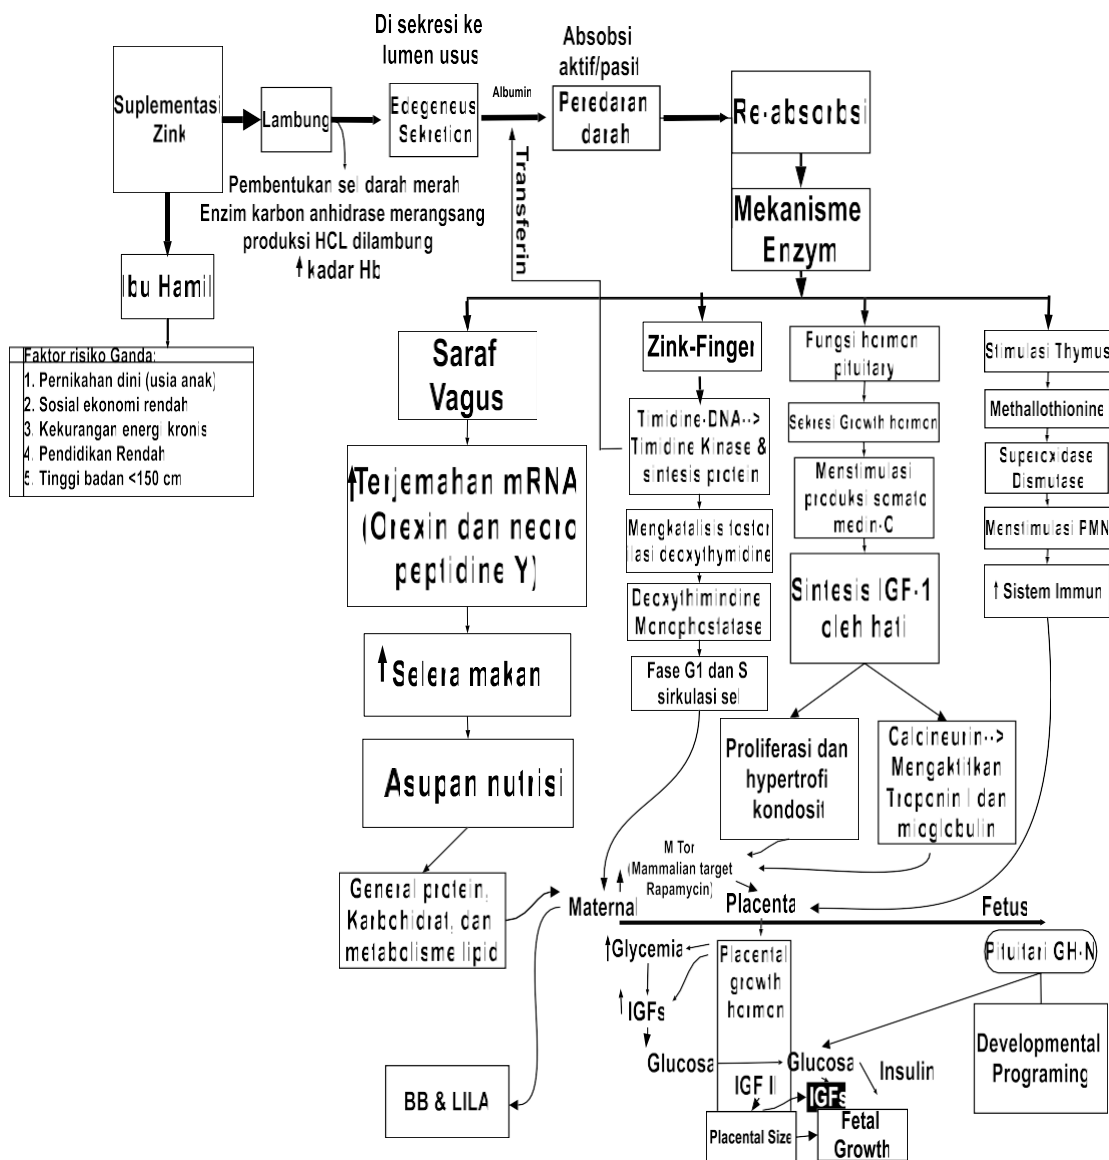 Di sekresi ke
lumen usus
Absobsi
aktif/pasif
Suplementasi
Zink
Lambung
Edegeneus
Sekretion
Albumin
Peredaran
darah
Re-absorbsi
Transferin
Pembentukan sel darah merah
Enzim karbon anhidrase merangsang
produksi HCL dilambung
↑ kadar Hb
Mekanisme
Enzym
Ibu Hamil
Faktor risiko Ganda:
1. Pernikahan dini (usia anak)
2. Sosial ekonomi rendah
3. Kekurangan energi kronis
4. Pendidikan Rendah
5. Tinggi badan <150 cm
Saraf
Vagus
↑Terjemahan mRNA
(Orexin dan necro
peptidine Y)
↑ Selera makan
Asupan nutrisi
General protein,
Karbohidrat, dan
metabolisme lipid
BB & LILA
Zink-Finger
Timidine-DNA-->
Timidine Kinase &
sintesis protein
Mengkatalisis fosfor
ilasi deoxythymidine
Deoxythimindine
Monophostatase
Fase G1 dan S
sirkulasi sel
Fungsi hormon
pituitary
Sekresi Growth hormon
Menstimulasi
produksi somato
medin-C
Sintesis IGF-1
oleh hati
Proliferasi dan
hypertrofi
kondosit
Calcineurin-->
Mengaktifkan
Troponin I dan
mioglobulin
Stimulasi Thymus
Methallothionine
Superoxidase
Dismutase
Menstimulasi PMN
↑ Sistem Immun
M Tor
(Mammalian target
Rapamycin)
Maternal
Placenta
Fetus
↑Glycemia
↑ IGFs
Glucosa
Placental
growth
hormon
IGF II
Placental Size
Glucosa
IGFs
Insulin
Fetal
Growth
Pituitari GH-N
Developmental
Programing